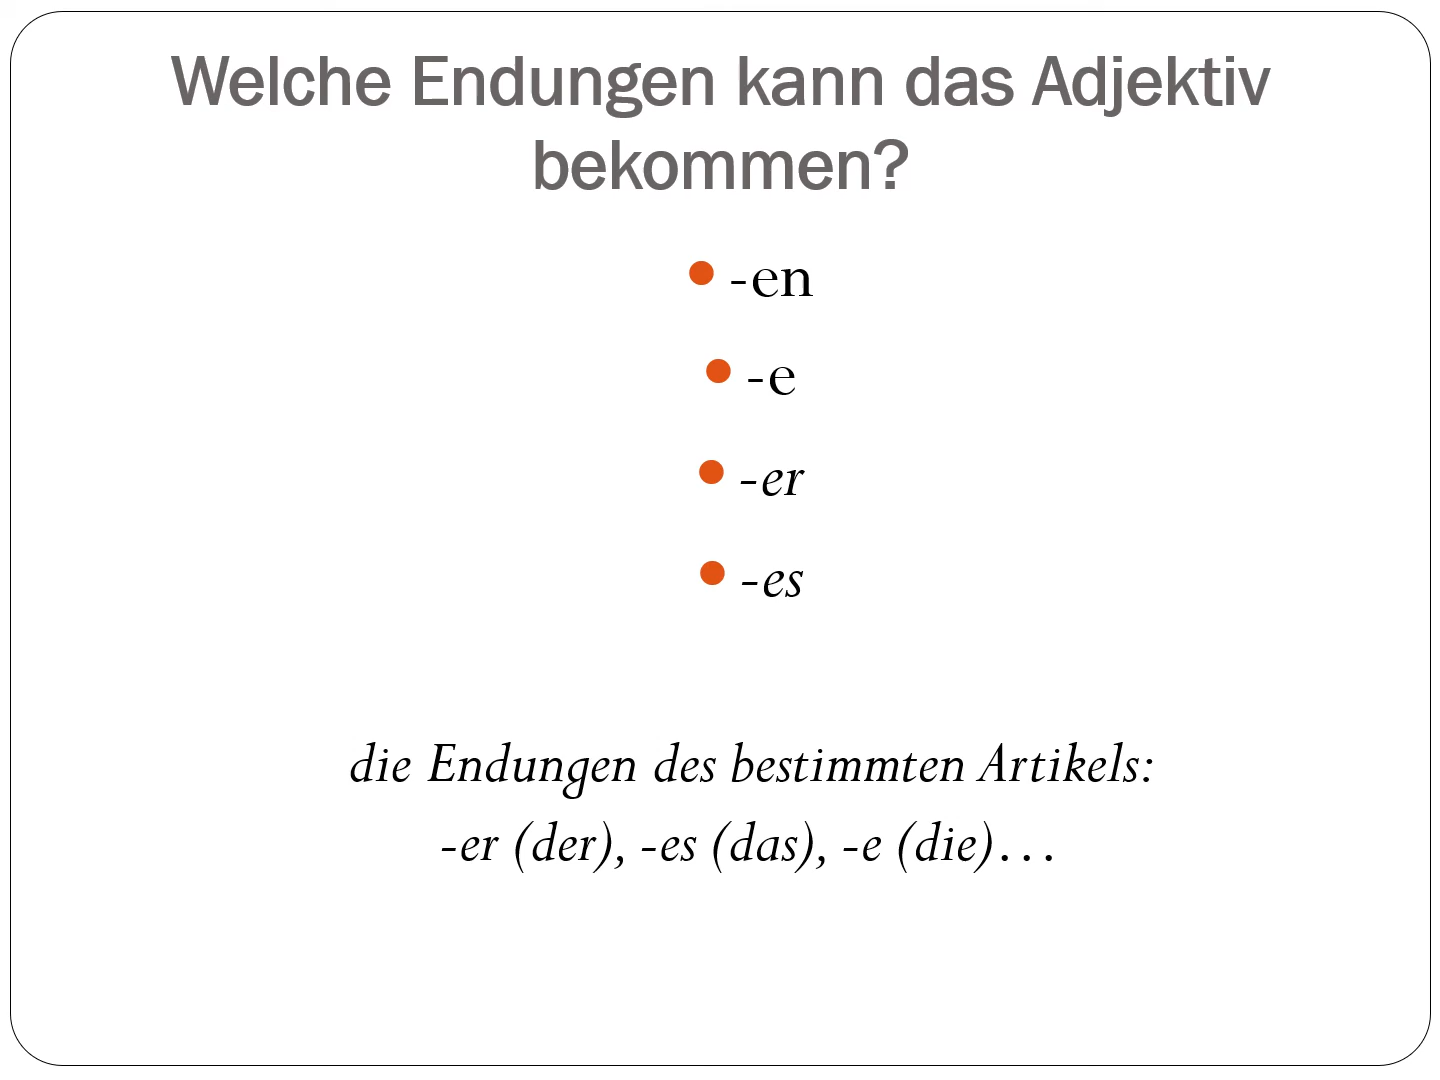 Welche Endungen kann das Adjektiv
bekommen?
• -en
• -e
• -er
• -es
die Endungen des bestimmten Artikels:
-er (der), -es (das), -e (die)…